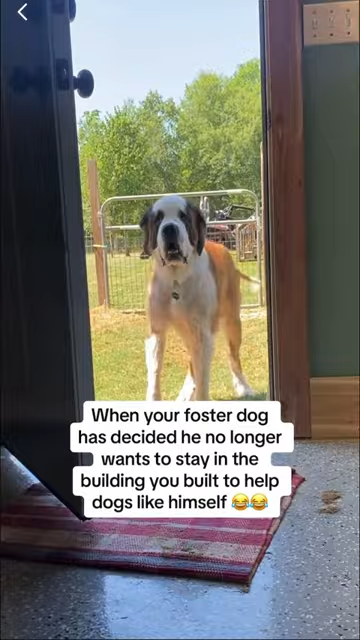 When your foster dog
has decided he no longer
wants to stay in the
building you built to help
dogs like himself 😂😂